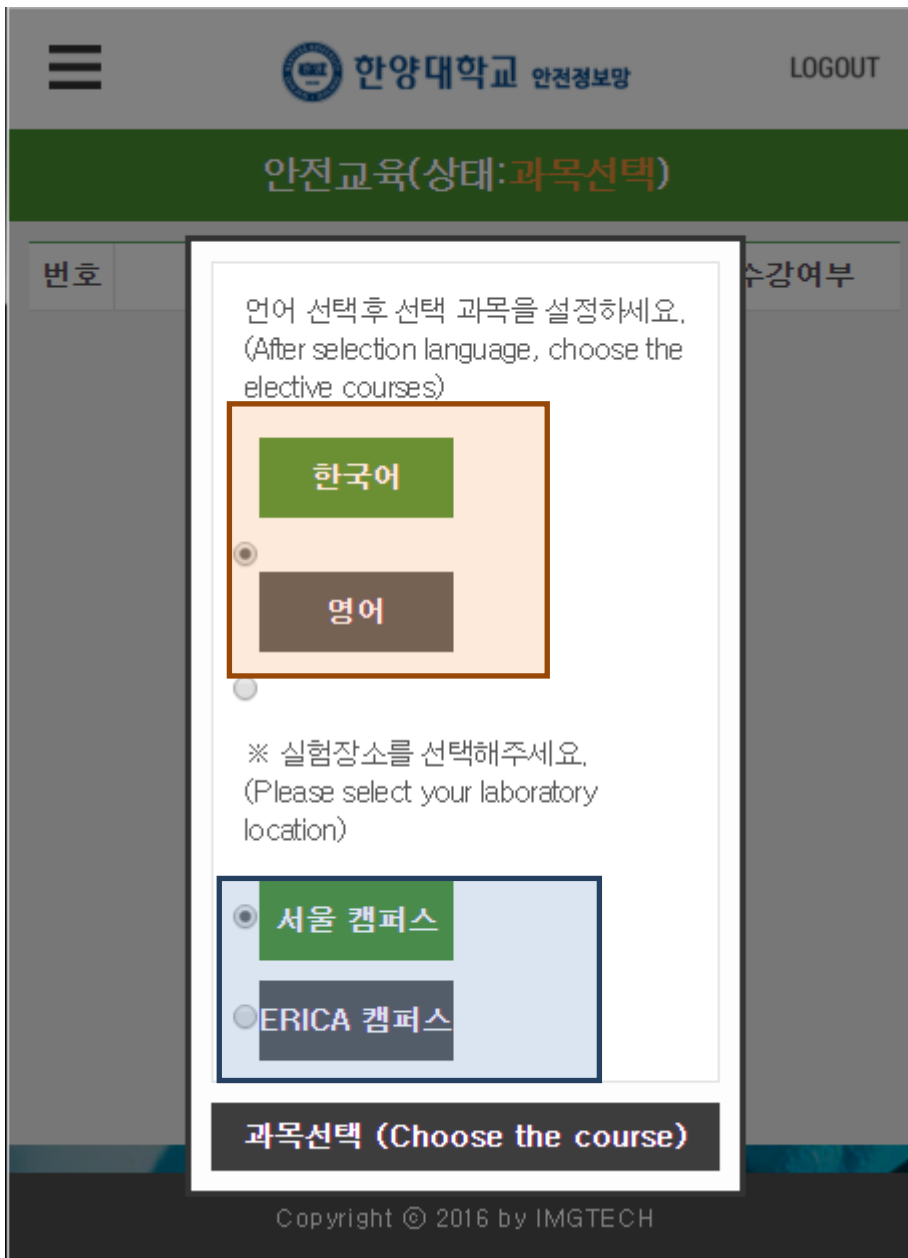 한양대학교 안전정보망
LOGOUT
안전교육(상태:과목선택)
번호
수강여부
언어 선택후 선택 과목을 설정하세요.
(After selection language, choose the
elective courses)
한국어
영어
※ 실험장소를 선택해주세요.
(Please select your laboratory
location)
서울 캠퍼스
ERICA 캠퍼스
과목선택 (Choose the course)
Copyright ⓒ 2016 by IMGTECH